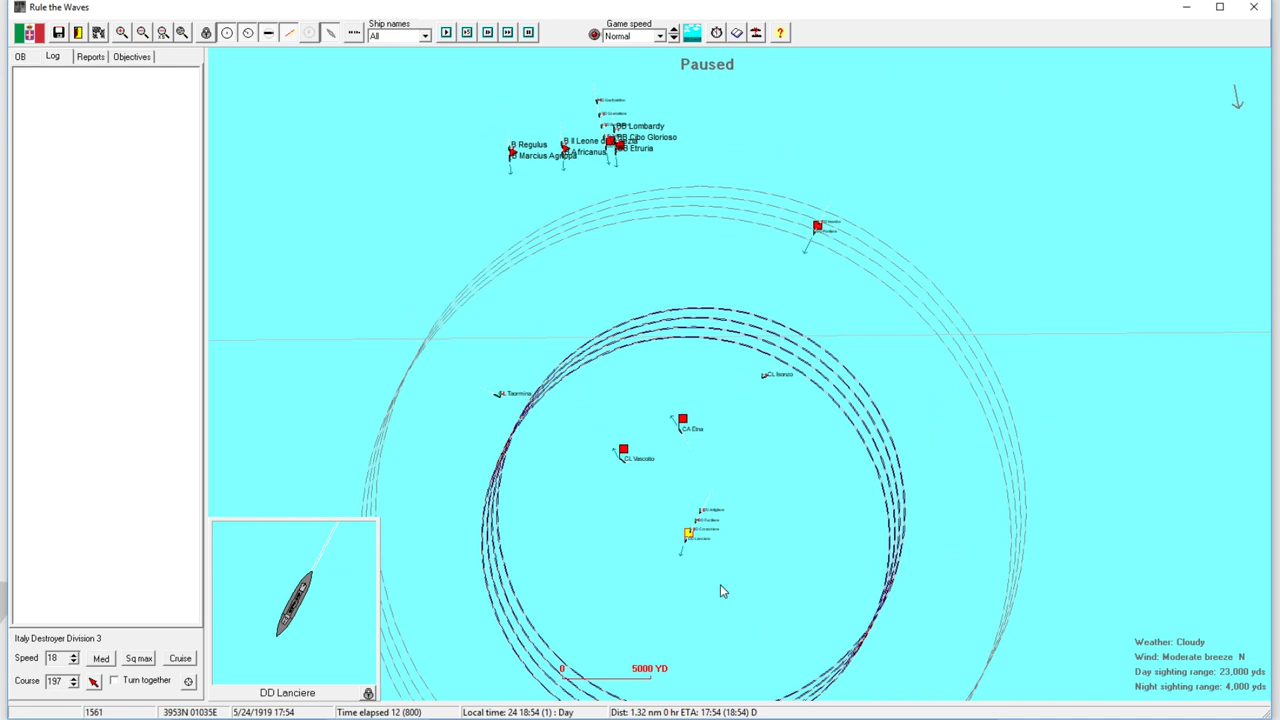 Rule the Waves
Ship names
All
Game speed
Normal
OB Log Reports Objectives
Paused
BB Lombardy
B Regulus
BB Cibo Glorioso
BB Etruria
B Marcius Agrippa
Africanus
CL Isonzo
CL Taormina
CA Etna
DD Lanciere
Italy Destroyer Division 3
Speed 18 Med Sq max Cruise
Course 197 Turn together
0 5000 YD
Weather: Cloudy
Wind: Moderate breeze N
Day sighting range: 23,000 yds
Night sighting range: 4,000 yds
1561 3953N 01035E 5/24/1919 17:54 Time elapsed 12 (800) Local time: 24 18:54 (1) : Day Dist: 1.32 nm 0 hr ETA: 17:54 (18:54) D